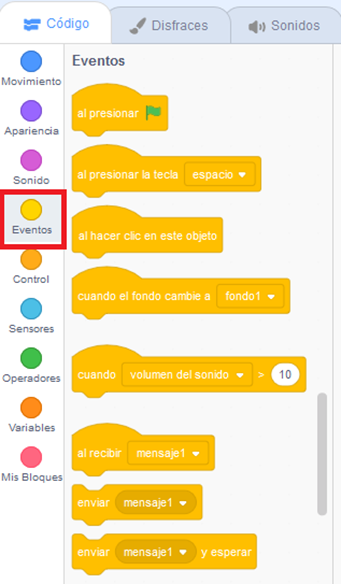 Código
Disfraces
Sonidos
Movimiento
Apariencia
Sonido
Eventos
Control
Sensores
Operadores
Variables
Mis Bloques
Eventos
al presionar
al presionar la tecla espacio
al hacer clic en este objeto
cuando el fondo cambie a fondo1
cuando volumen del sonido > 10
al recibir mensaje1
enviar mensaje1
enviar mensaje1 y esperar